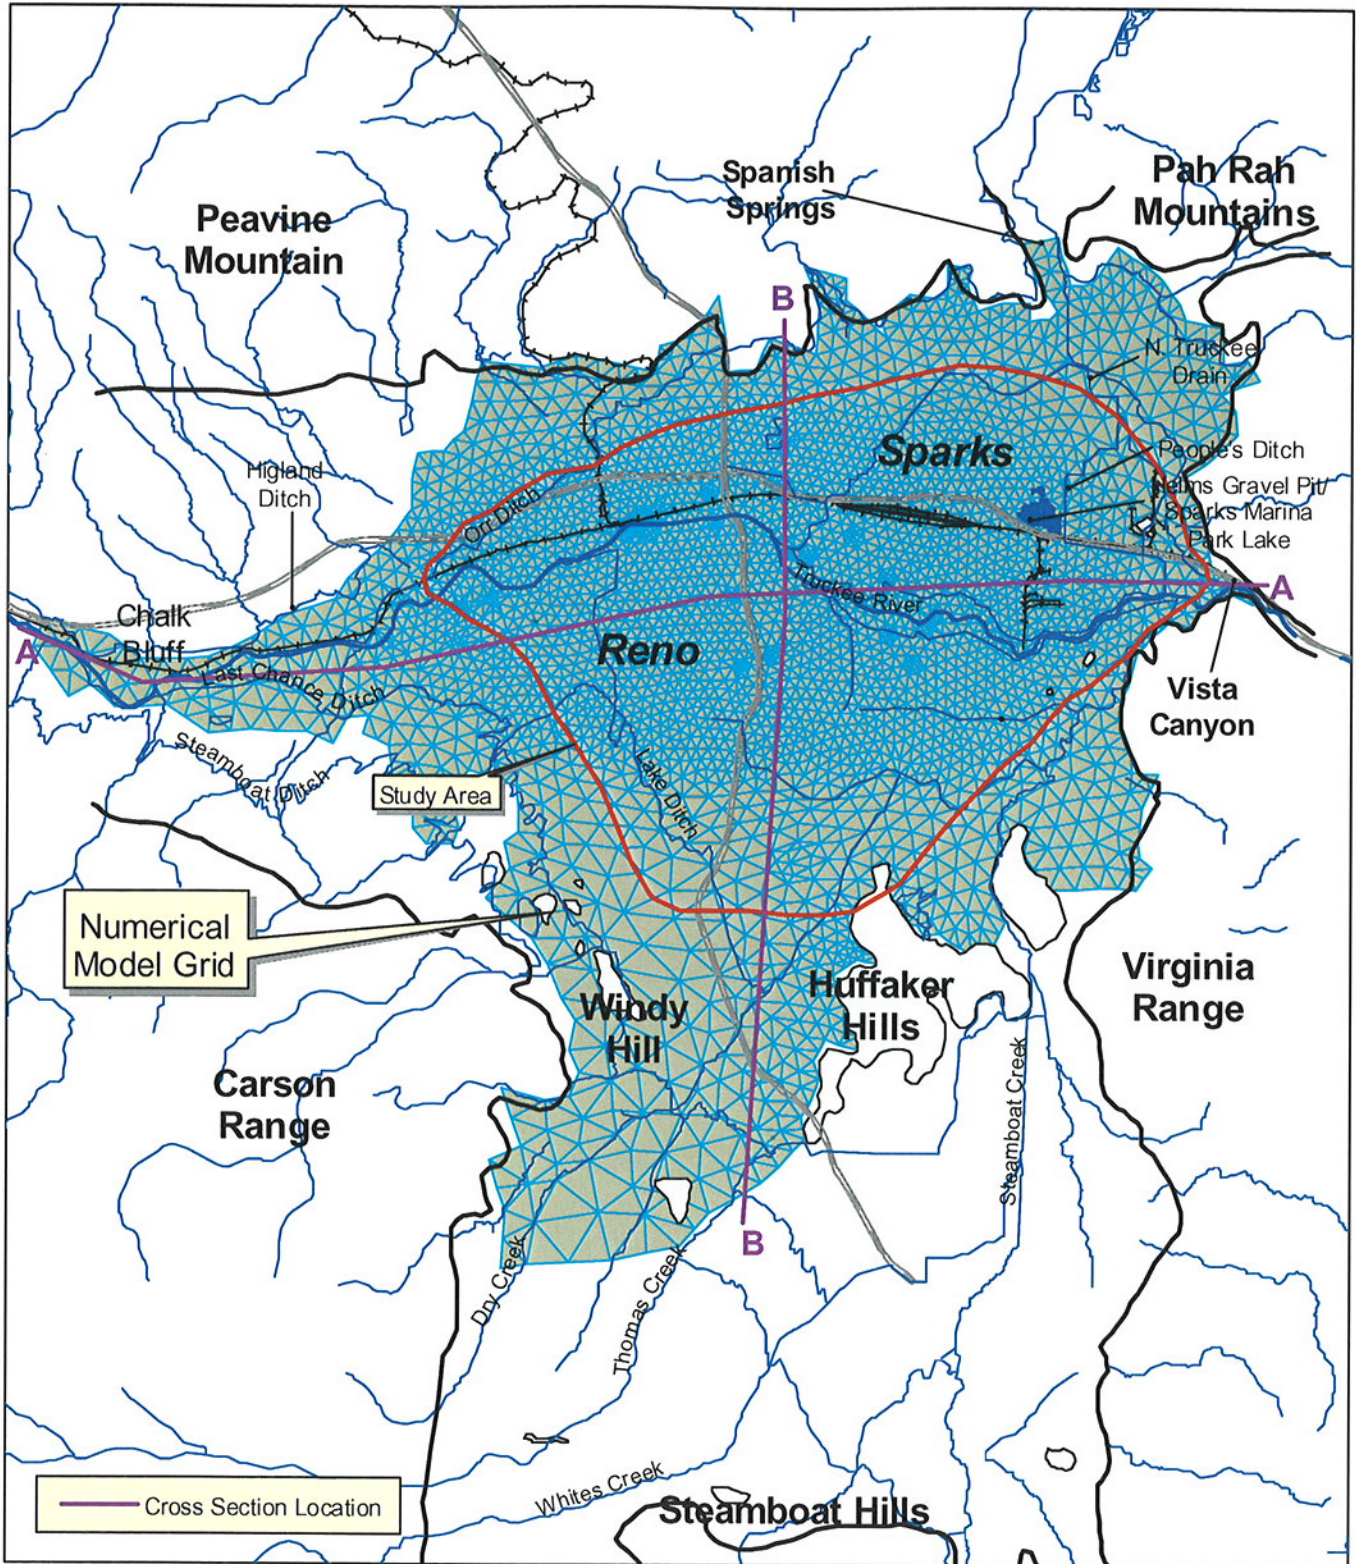 Spanish
Springs
Pah Rah
Mountains
Peavine
Mountain
B
N. Truckee
Drain
Sparks
People's Ditch
Helms Gravel Pit/
Sparks Marina
Park Lake
Higland
Ditch
Orr Ditch
Truckee River
A
Chalk
Bluff
A
Reno
Last Chance Ditch
Vista
Canyon
Steamboat Ditch
Lake Ditch
Study Area
Numerical
Model Grid
Virginia
Range
Huffaker
Hills
Windy
Hill
Carson
Range
Steamboat Creek
B
Dry Creek
Thomas Creek
Whites Creek
Cross Section Location
Steamboat Hills